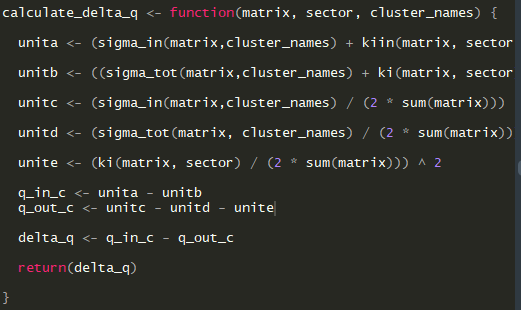 calculate_delta_q <- function(matrix, sector, cluster_names) {
unita <- (sigma_in(matrix,cluster_names) + kiin(matrix, sector
unitb <- ((sigma_tot(matrix,cluster_names) + ki(matrix, sector
unitc <- (sigma_in(matrix,cluster_names) / (2 * sum(matrix)))
unitd <- (sigma_tot(matrix, cluster_names) / (2 * sum(matrix))
unite <- (ki(matrix, sector) / (2 * sum(matrix))) ^ 2
q_in_c <- unita - unitb
q_out_c <- unitc - unitd - unite
delta_q <- q_in_c - q_out_c
return(delta_q)
}